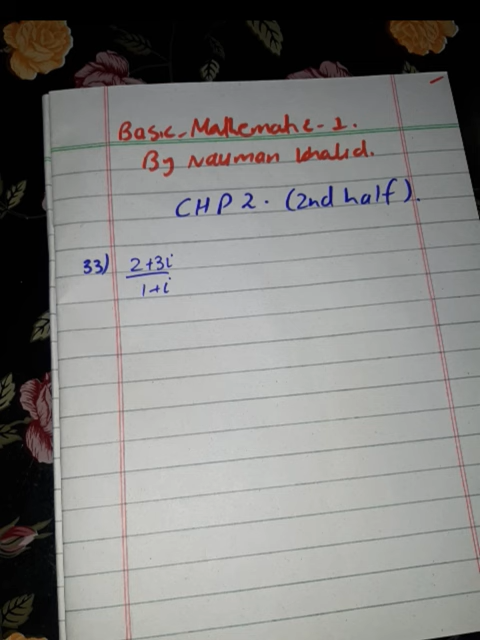 Basic-Mathematic-1.
By Nauman Khalid.
CHP 2. (2nd half).
33) 2+3i
1+i